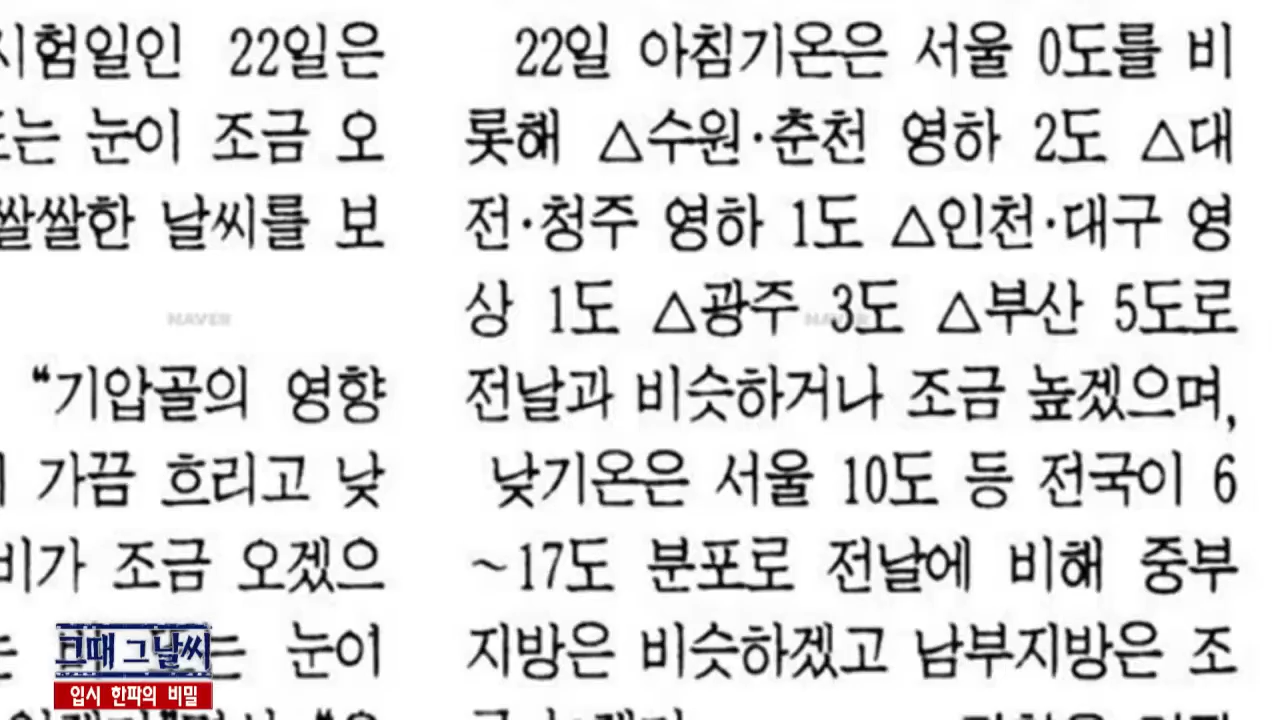 시험일인 22일은
는 눈이 조금 오
쌀쌀한 날씨를 보
“기압골의 영향
가끔 흐리고 낮
비가 조금 오겠으
눈이
22일 아침기온은 서울 0도를 비
롯해 △수원·춘천 영하 2도 △대
전·청주 영하 1도 △인천·대구 영
상 1도 △광주 3도 △부산 5도로
전날과 비슷하거나 조금 높겠으며,
낮기온은 서울 10도 등 전국이 6
~17도 분포로 전날에 비해 중부
지방은 비슷하겠고 남부지방은 조
NAVER
NAVER
그때 그날씨
입시 한파의 비밀